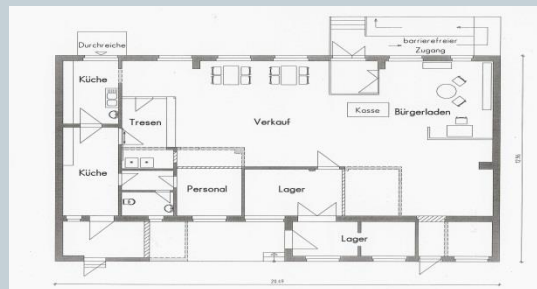 Durchreiche
barrierefreier
Zugang
Küche
Tresen
Verkauf
Kasse
Bürgerladen
Küche
Personal
Lager
Lager